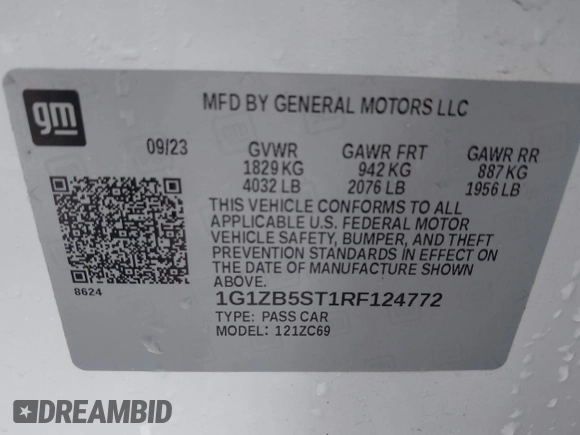 gm
MFD BY GENERAL MOTORS LLC
09/23 GVWR GAWR FRT GAWR RR
1829 KG 942 KG 887 KG
4032 LB 2076 LB 1956 LB
THIS VEHICLE CONFORMS TO ALL
APPLICABLE U.S. FEDERAL MOTOR
VEHICLE SAFETY, BUMPER, AND THEFT
PREVENTION STANDARDS IN EFFECT ON
THE DATE OF MANUFACTURE SHOWN
ABOVE.
8624
1G1ZB5ST1RF124772
TYPE: PASS CAR
MODEL: 121ZC69
DREAMBID